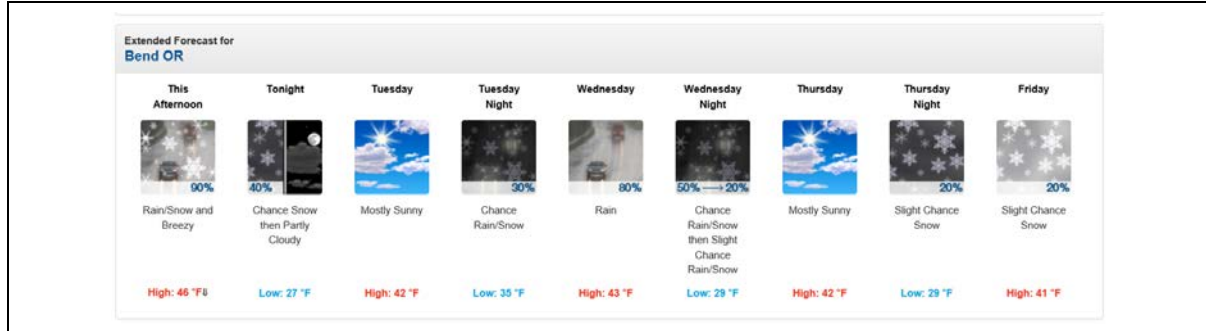 Extended Forecast for
Bend OR
This
Afternoon
90%
Rain/Snow and
Breezy
High: 46 °F⇓
Tonight
40%
Chance Snow
then Partly
Cloudy
Low: 27 °F
Tuesday
Mostly Sunny
High: 42 °F
Tuesday
Night
30%
Chance
Rain/Snow
Low: 35 °F
Wednesday
80%
Rain
High: 43 °F
Wednesday
Night
50% → 20%
Chance
Rain/Snow
then Slight
Chance
Rain/Snow
Low: 29 °F
Thursday
Mostly Sunny
High: 42 °F
Thursday
Night
20%
Slight Chance
Snow
Low: 29 °F
Friday
20%
Slight Chance
Snow
High: 41 °F